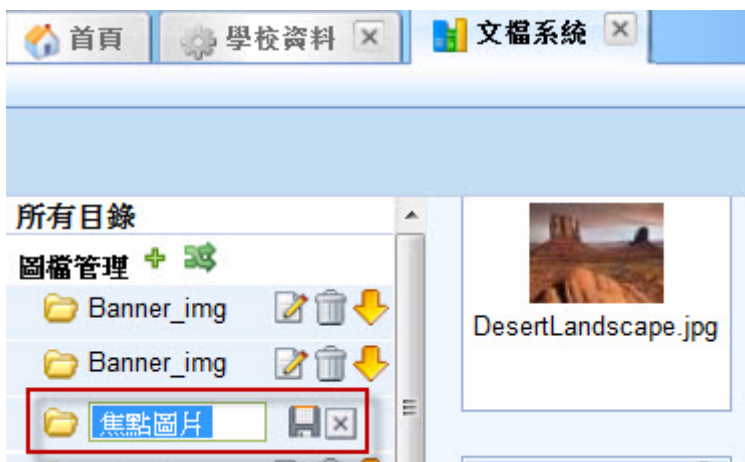 首頁 學校資料 文檔系統
所有目錄
圖檔管理
Banner_img
Banner_img
焦點圖片
DesertLandscape.jpg